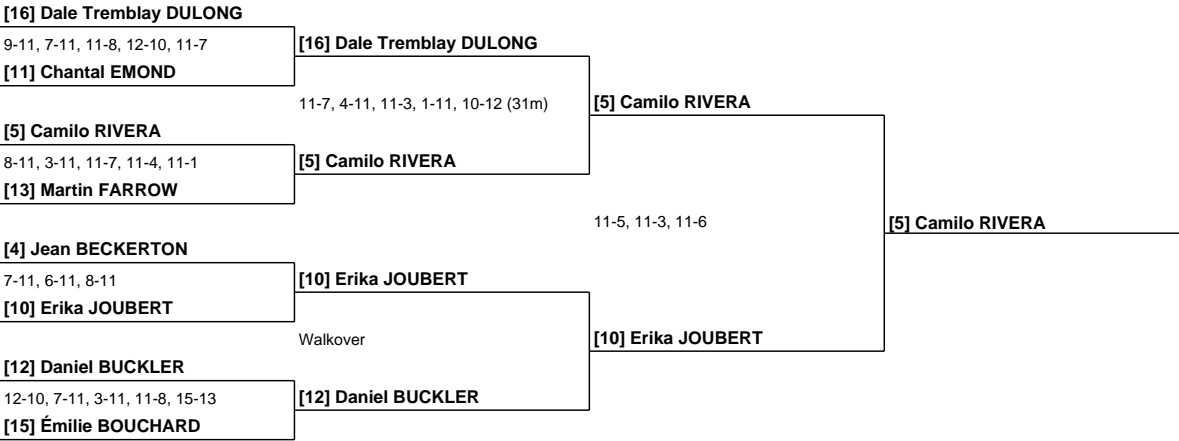 [16] Dale Tremblay DULONG
9-11, 7-11, 11-8, 12-10, 11-7
[11] Chantal EMOND
[16] Dale Tremblay DULONG
11-7, 4-11, 11-3, 1-11, 10-12 (31m)
[5] Camilo RIVERA
[5] Camilo RIVERA
8-11, 3-11, 11-7, 11-4, 11-1
[13] Martin FARROW
[5] Camilo RIVERA
11-5, 11-3, 11-6
[5] Camilo RIVERA
[4] Jean BECKERTON
7-11, 6-11, 8-11
[10] Erika JOUBERT
[10] Erika JOUBERT
Walkover
[10] Erika JOUBERT
[12] Daniel BUCKLER
12-10, 7-11, 3-11, 11-8, 15-13
[15] Émilie BOUCHARD
[12] Daniel BUCKLER